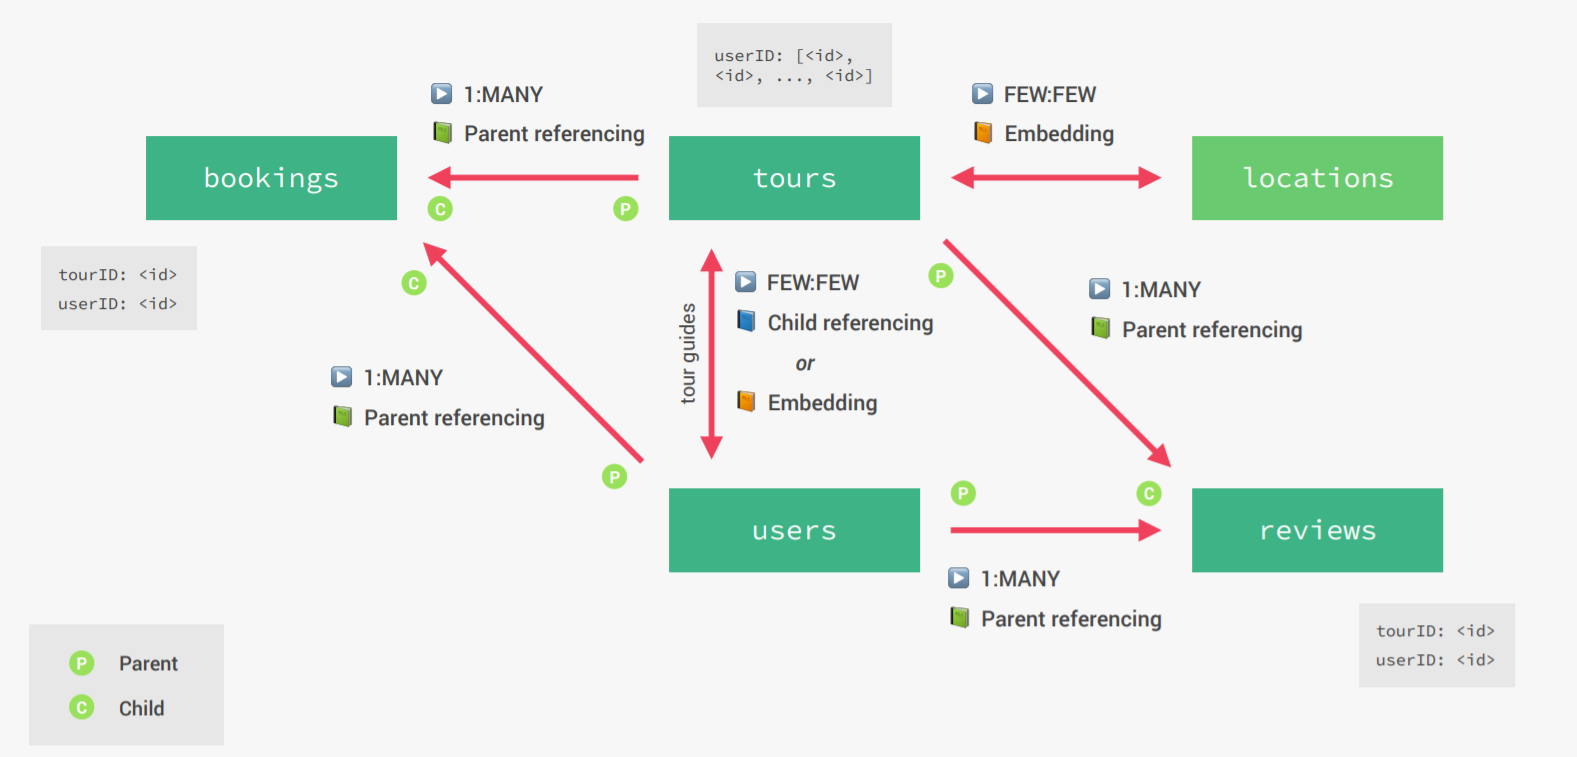 userID: [<id>,
<id>, ..., <id>]
1:MANY
Parent referencing
FEW:FEW
Embedding
bookings
tours
locations
C
P
tourID: <id>
userID: <id>
C
1:MANY
Parent referencing
P
tour guides
FEW:FEW
Child referencing
or
Embedding
P
1:MANY
Parent referencing
users
P
C
reviews
1:MANY
Parent referencing
tourID: <id>
userID: <id>
P Parent
C Child